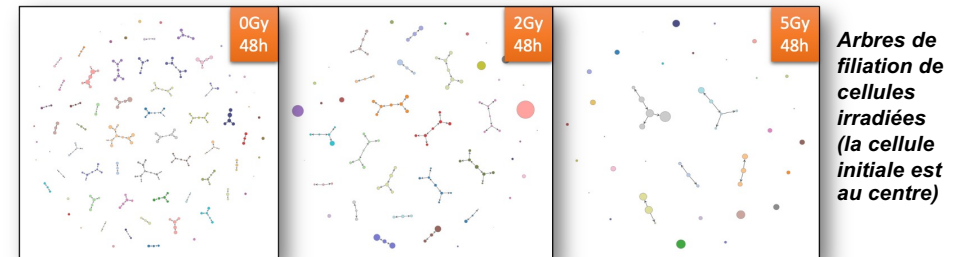 0Gy
48h
2Gy
48h
5Gy
48h
Arbres de
filiation de
cellules
irradiées
(la cellule
initiale est
au centre)